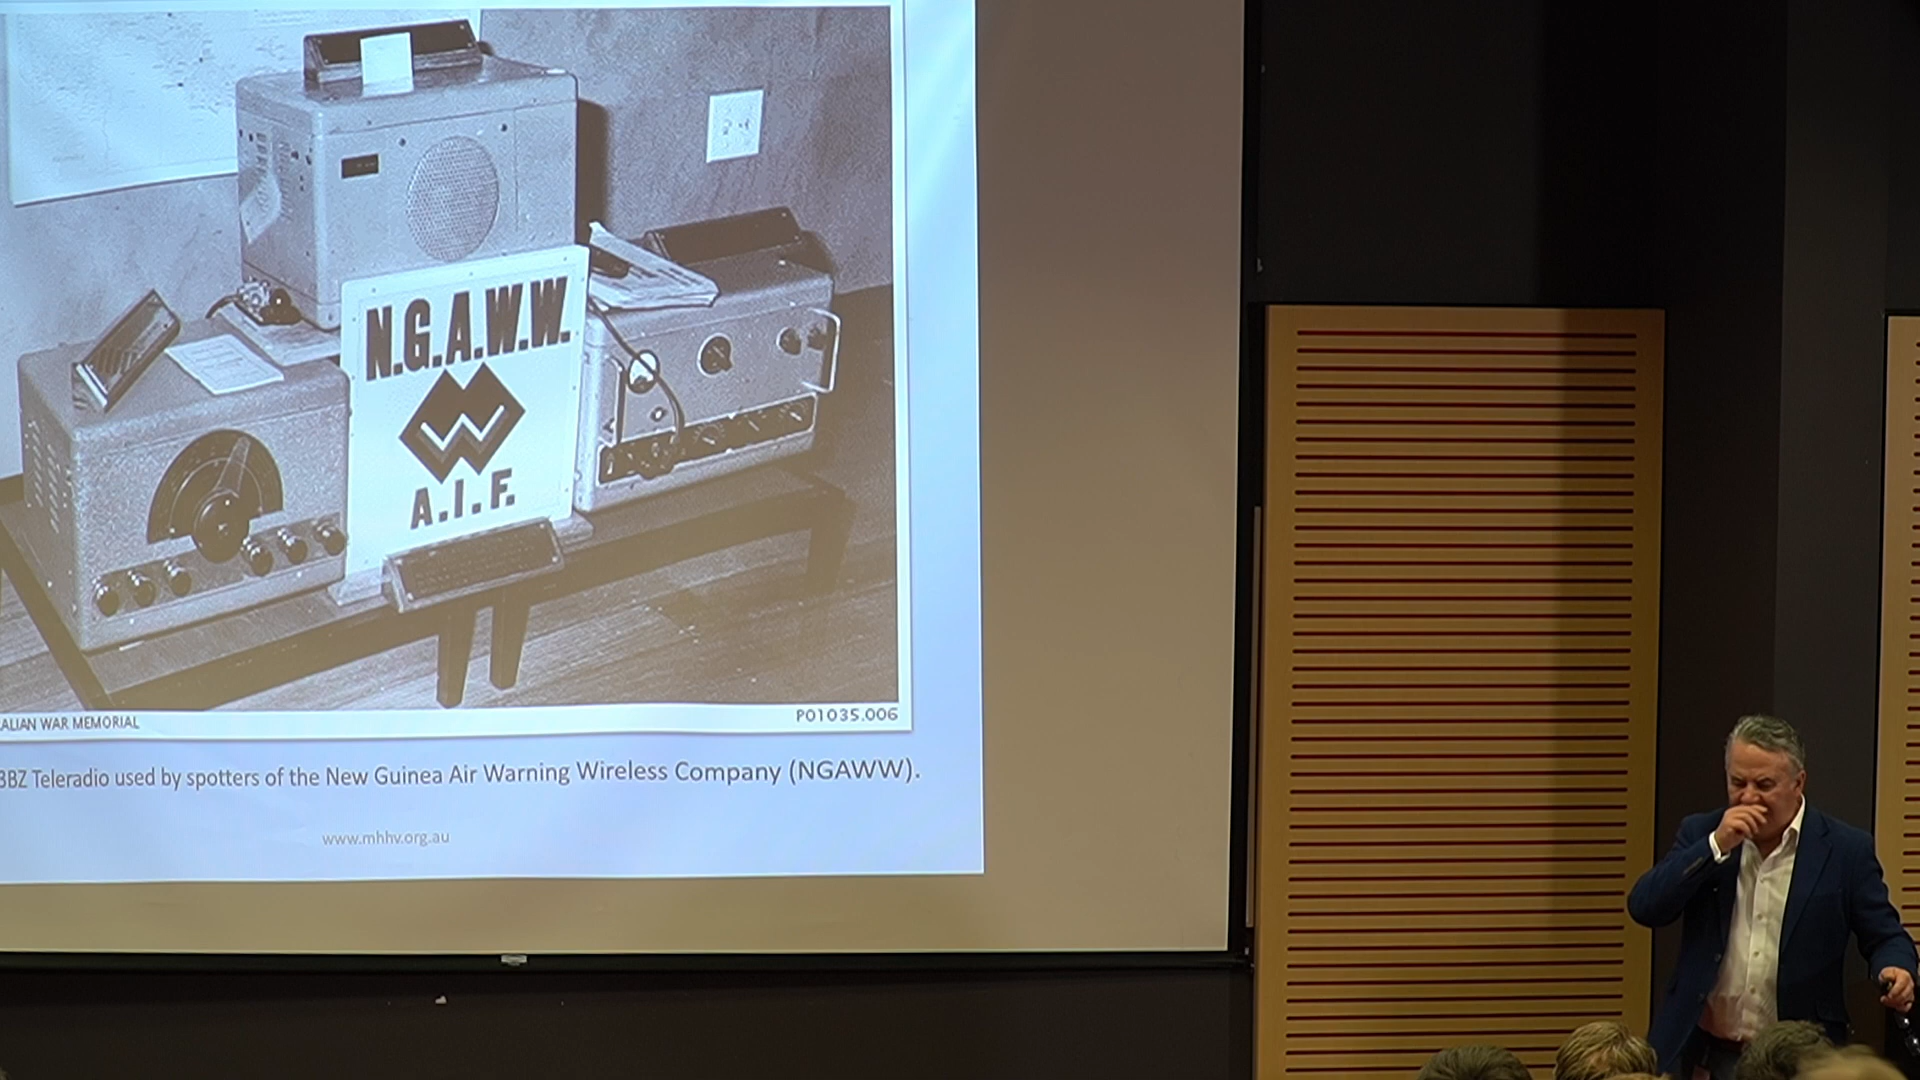 N.G.A.W.W.
A.I.F.
ALIAN WAR MEMORIAL
P01035.006
3BZ Teleradio used by spotters of the New Guinea Air Warning Wireless Company (NGAWW).
www.mhhv.org.au